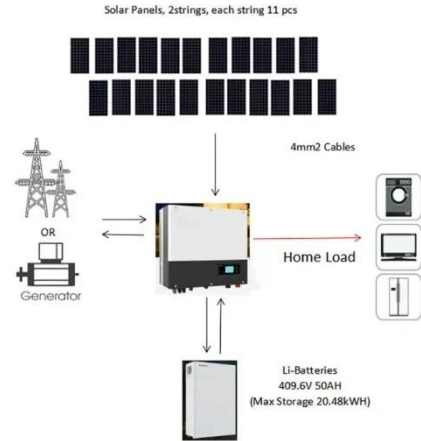 Solar Panels, 2strings, each string 11 pcs
4mm2 Cables
OR
Home Load
Generator
Li-Batteries
409.6V 50AH
(Max Storage 20.48kWH)